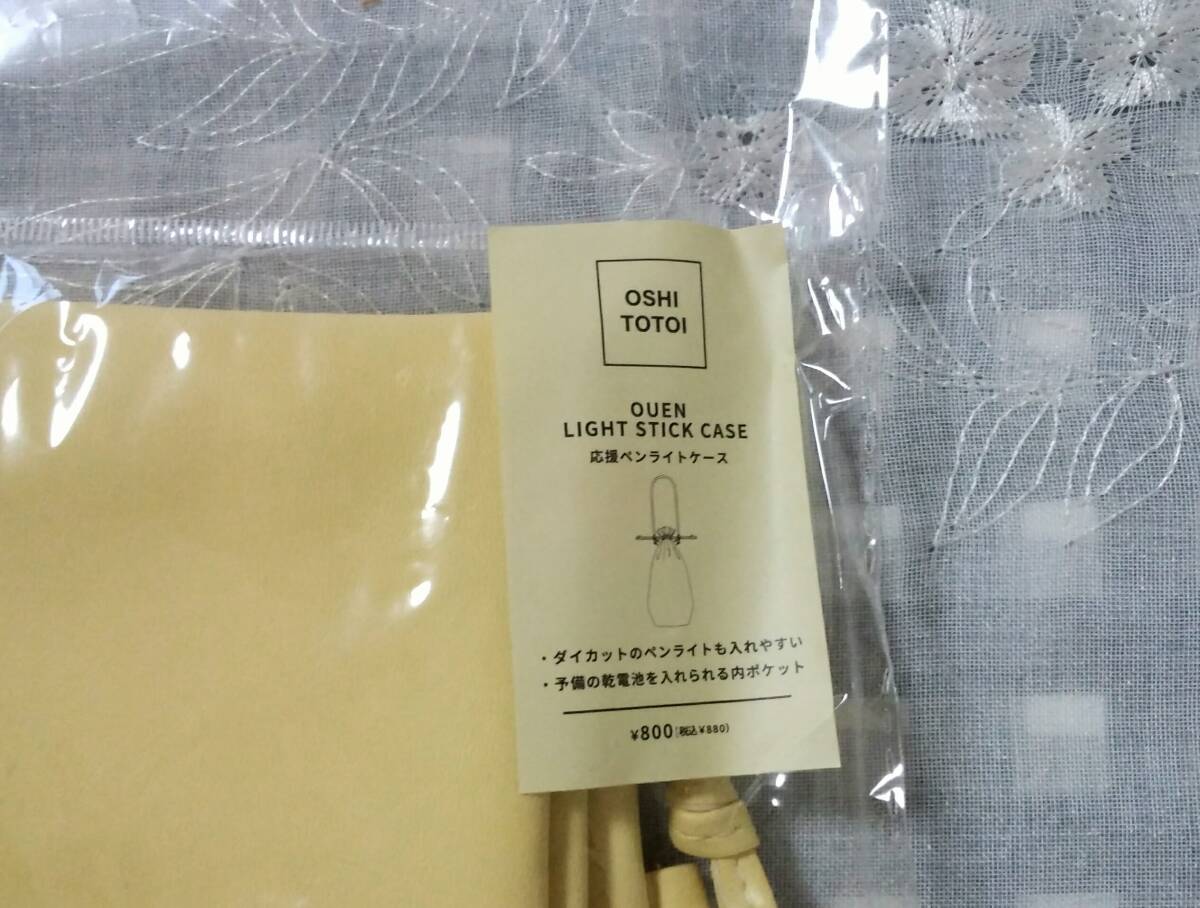 OSHI
TOTOI
OUEN
LIGHT STICK CASE
応援ペンライトケース
・ダイカットのペンライトも入れやすい
・予備の乾電池を入れられる内ポケット
¥800(税込¥880)